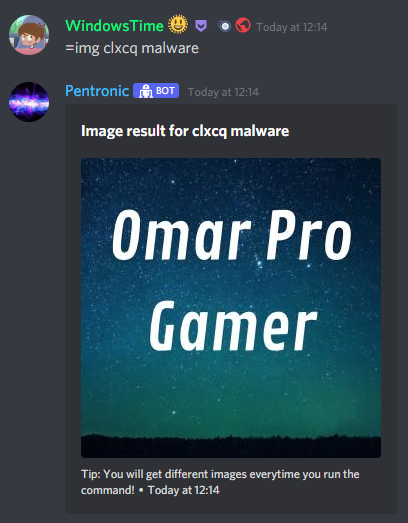 WindowsTime Today at 12:14
=img clxcq malware
Pentronic BOT Today at 12:14
Image result for clxcq malware
Omar Pro
Gamer
Tip: You will get different images everytime you run the
command! • Today at 12:14